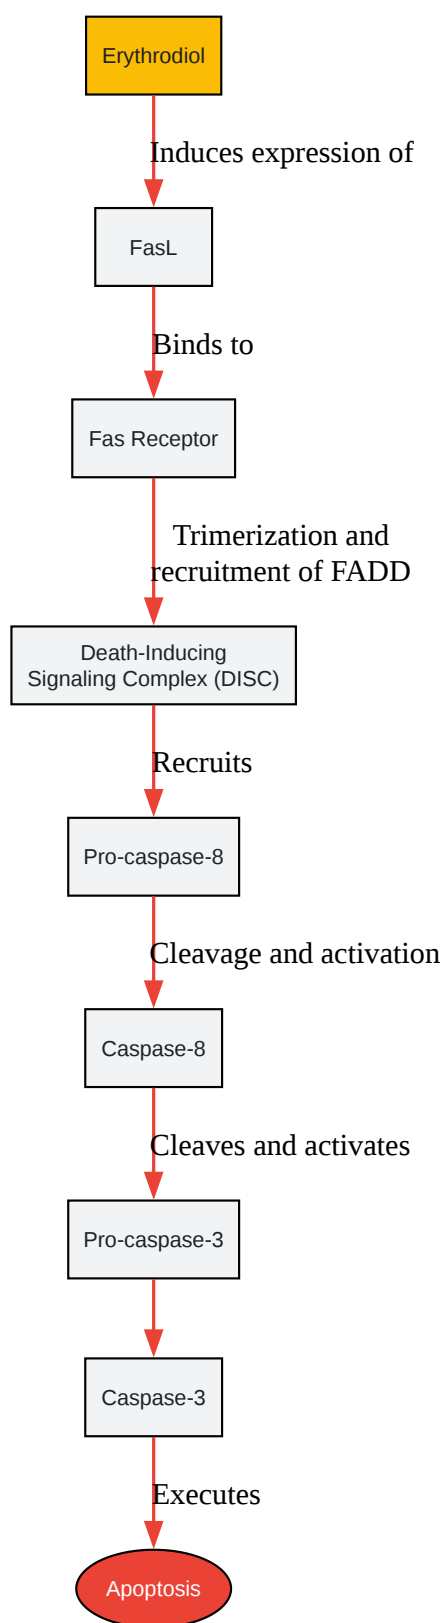 Erythrodiol
Induces expression of
FasL
Binds to
Fas Receptor
Trimerization and
recruitment of FADD
Death-Inducing
Signaling Complex (DISC)
Recruits
Pro-caspase-8
Cleavage and activation
Caspase-8
Cleaves and activates
Pro-caspase-3
Caspase-3
Executes
Apoptosis